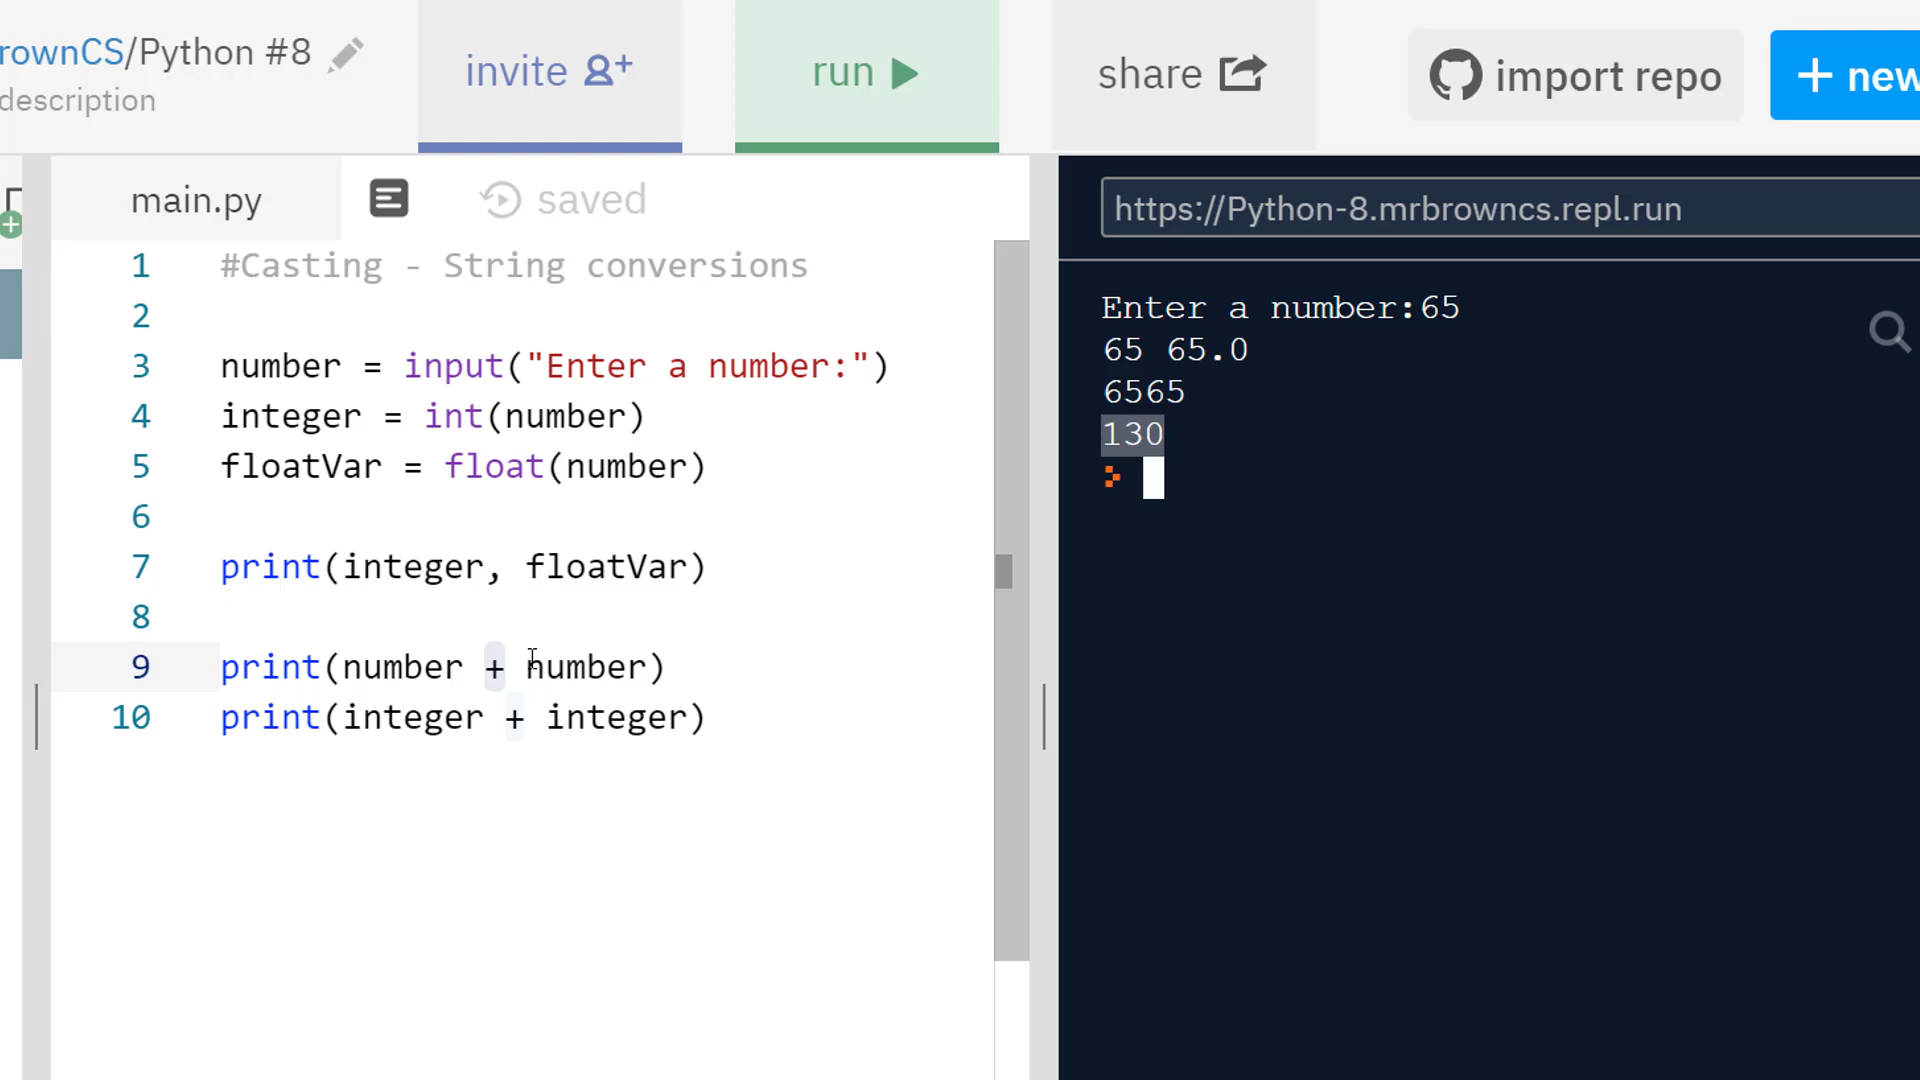 rownCS/Python #8
description
invite
run
share
import repo
+ new
main.py
saved
https://Python-8.mrbrowncs.repl.run
1 #Casting - String conversions
2
3 number = input("Enter a number:")
4 integer = int(number)
5 floatVar = float(number)
6
7 print(integer, floatVar)
8
9 print(number + number)
10 print(integer + integer)
Enter a number:65
65 65.0
6565
130
>